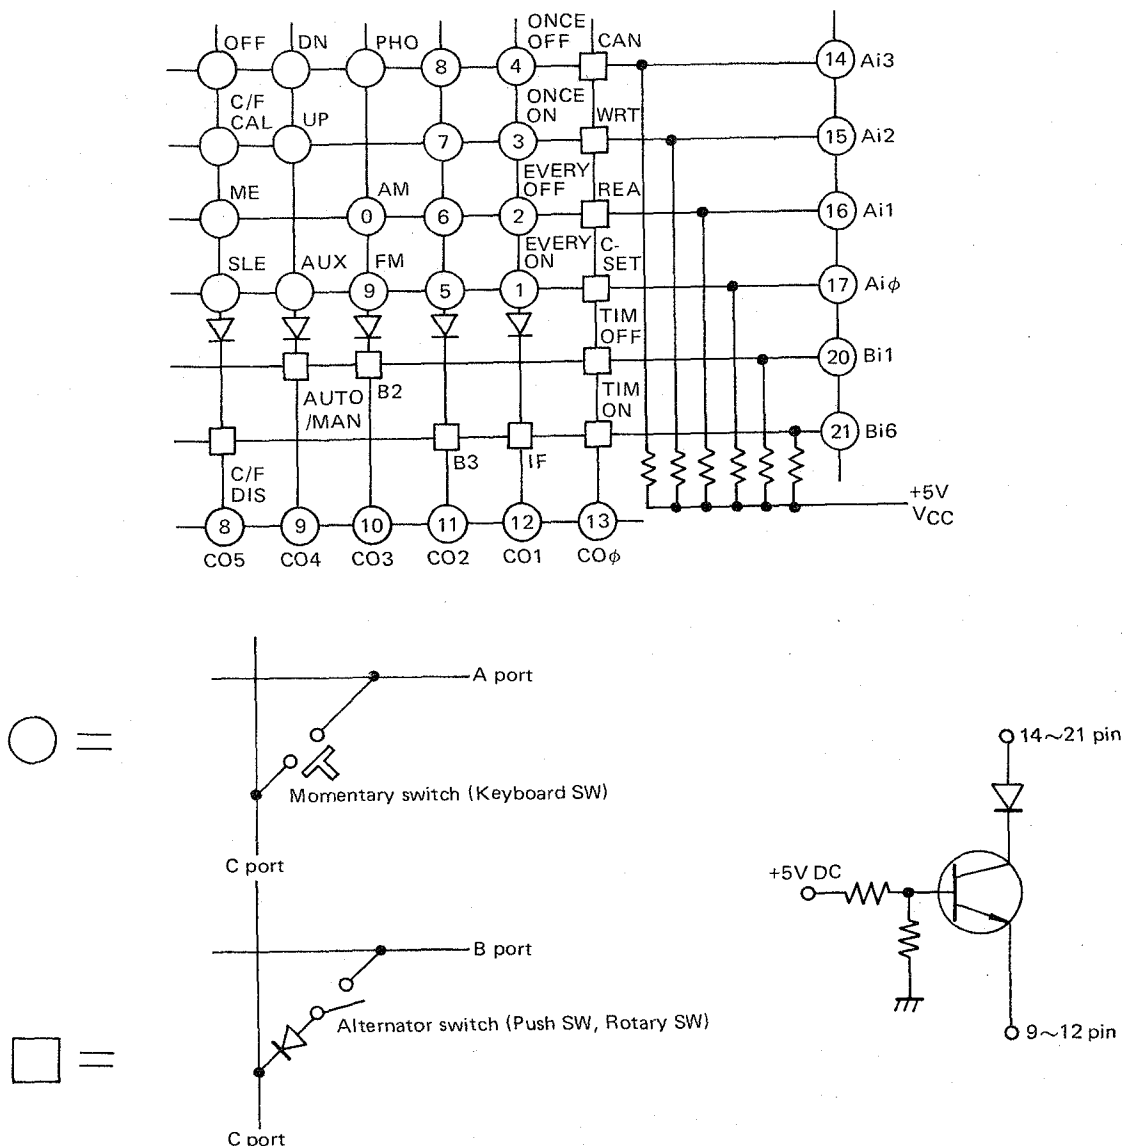 ONCE
OFF DN PHO OFF CAN
8 4 14 Ai3
C/F ONCE
CAL UP ON WRT
7 3 15 Ai2
EVERY
ME AM OFF REA
0 6 2 16 Ai1
EVERY C-
SLE AUX FM ON SET
9 5 1 17 Aiϕ
TIM
OFF
20 Bi1
B2
AUTO TIM
/MAN ON
21 Bi6
B3 IF
C/F
DIS
+5V
VCC
8 9 10 11 12 13
CO5 CO4 CO3 CO2 CO1 COϕ
A port
Momentary switch (Keyboard SW)
C port
B port
Alternator switch (Push SW, Rotary SW)
C port
14~21 pin
+5V DC
9~12 pin